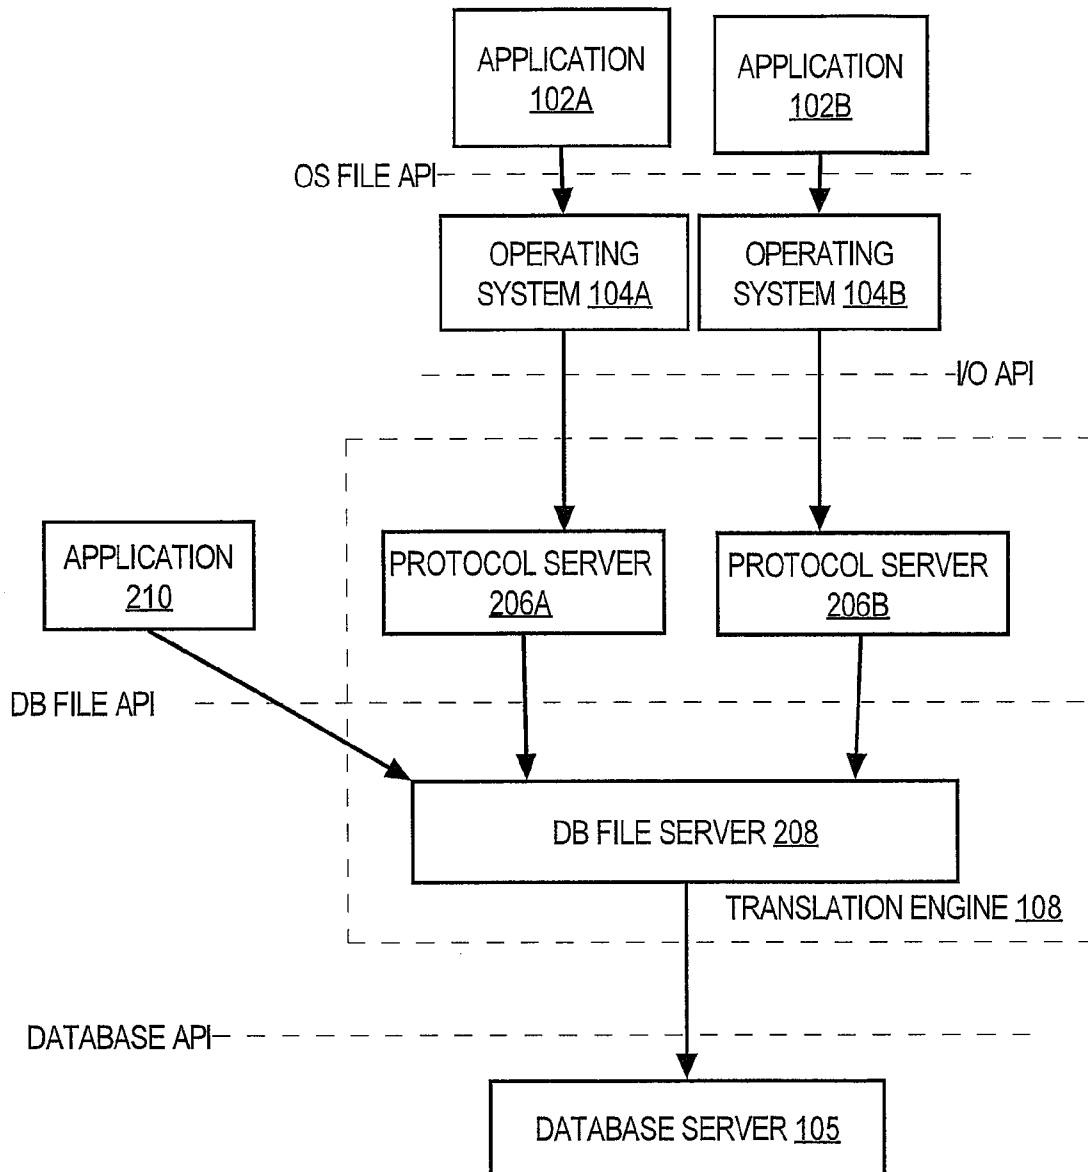 APPLICATION
102A
APPLICATION
102B
OS FILE API
OPERATING
SYSTEM 104A
OPERATING
SYSTEM 104B
I/O API
APPLICATION
210
PROTOCOL SERVER
206A
PROTOCOL SERVER
206B
DB FILE API
DB FILE SERVER 208
TRANSLATION ENGINE 108
DATABASE API
DATABASE SERVER 105